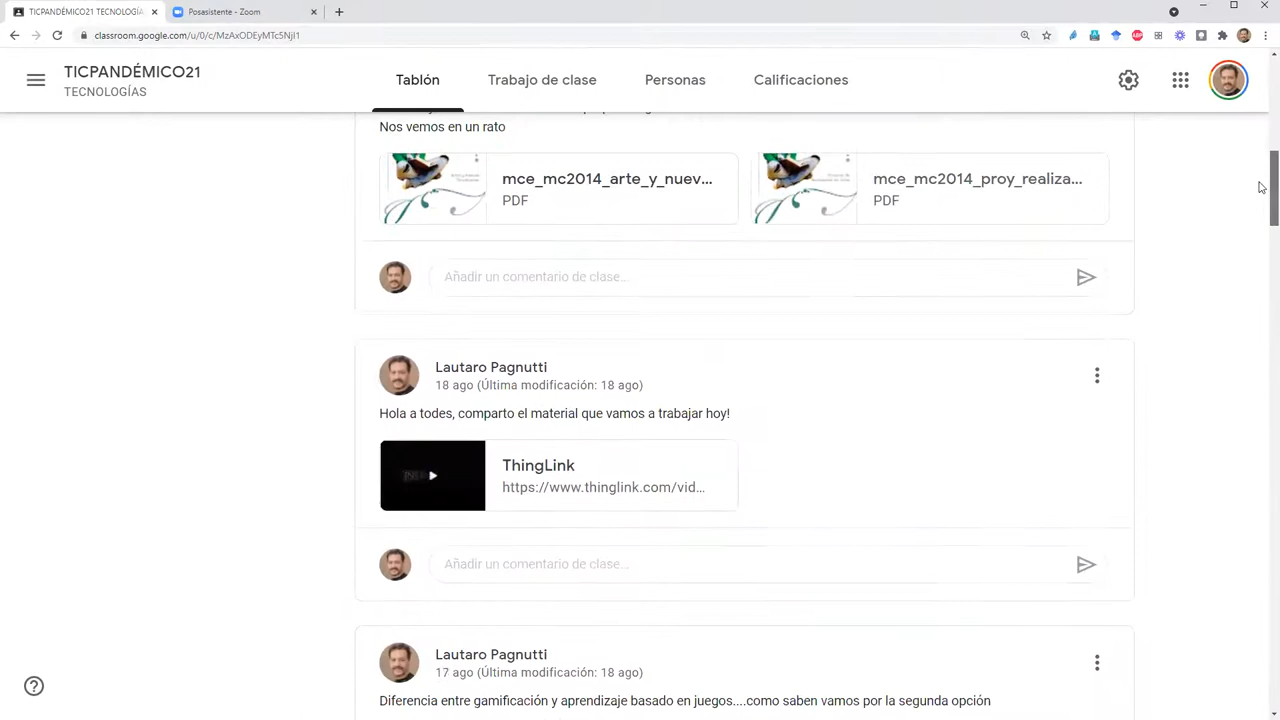 TICPANDÉMICO21 TECNOLOGÍA
Posasistente - Zoom
classroom.google.com/u/0/c/MzAxODEyMTc5NjI1
TICPANDÉMICO21
TECNOLOGÍAS
Tablón
Trabajo de clase
Personas
Calificaciones
Nos vemos en un rato
mce_mc2014_arte_y_nuev...
PDF
mce_mc2014_proy_realiza...
PDF
Añadir un comentario de clase...
Lautaro Pagnutti
18 ago (Última modificación: 18 ago)
Hola a todes, comparto el material que vamos a trabajar hoy!
ThingLink
https://www.thinglink.com/vid...
Añadir un comentario de clase...
Lautaro Pagnutti
17 ago (Última modificación: 18 ago)
Diferencia entre gamificación y aprendizaje basado en juegos....como saben vamos por la segunda opción